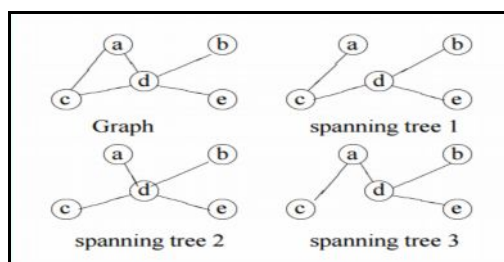 a b a b
d d
c e c e
Graph spanning tree 1
a b a b
c d e c d e
spanning tree 2 spanning tree 3